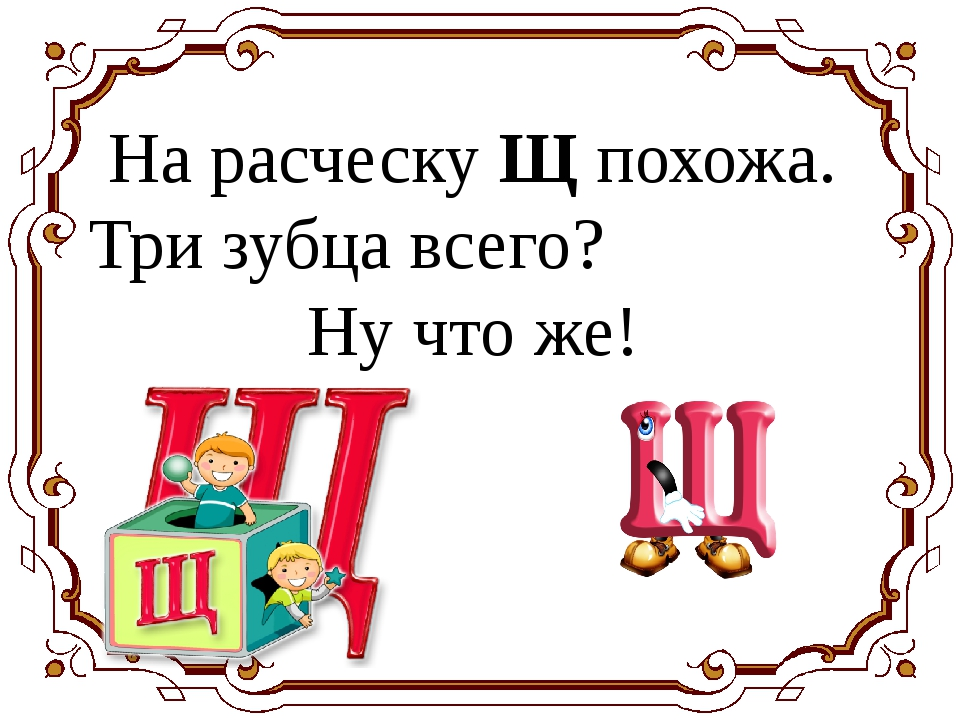 На расческу Щ похожа.
Три зубца всего?
Ну что же!
Щ
Щ
Щ